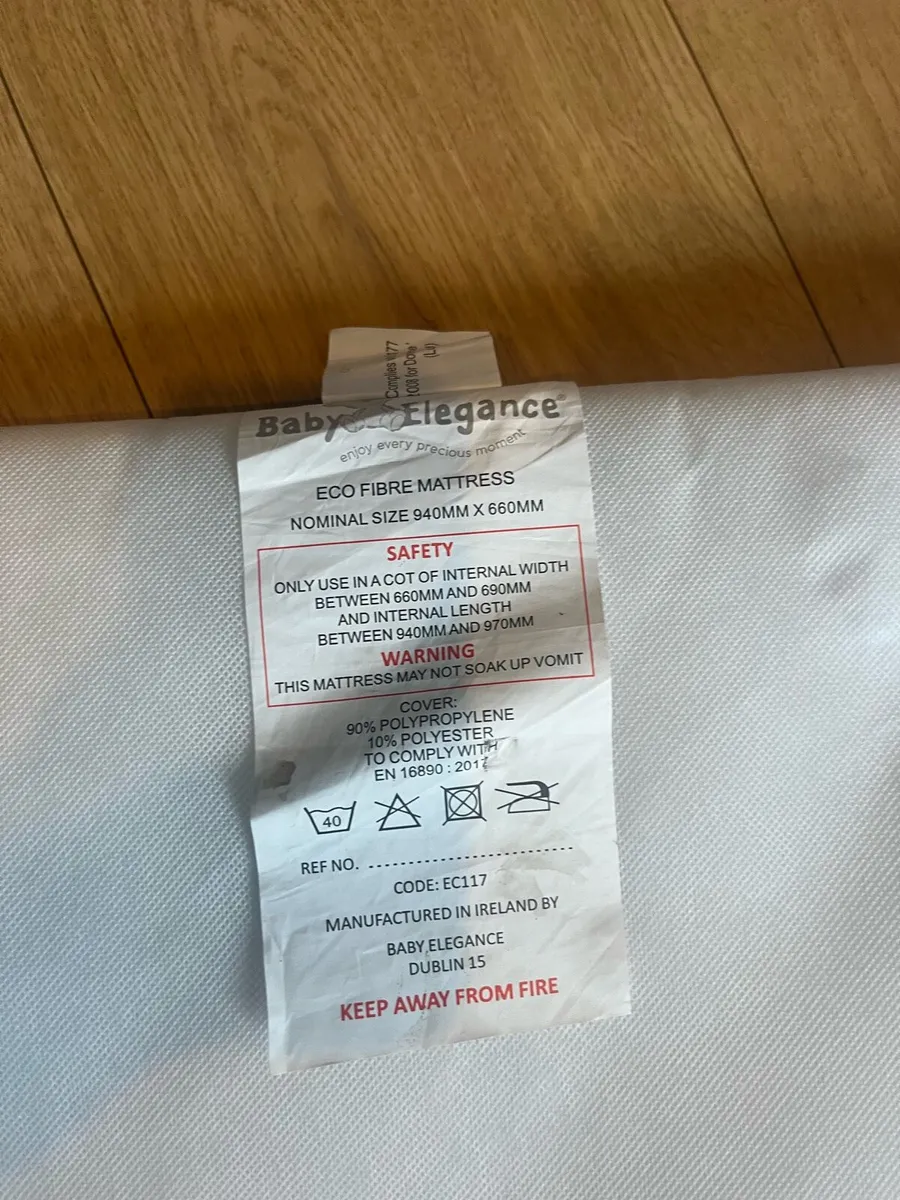 Complies
for
(LII)
Baby Elegance®
enjoy every precious moment
ECO FIBRE MATTRESS
NOMINAL SIZE 940MM X 660MM
SAFETY
ONLY USE IN A COT OF INTERNAL WIDTH
BETWEEN 660MM AND 690MM
AND INTERNAL LENGTH
BETWEEN 940MM AND 970MM
WARNING
THIS MATTRESS MAY NOT SOAK UP VOMIT
COVER:
90% POLYPROPYLENE
10% POLYESTER
TO COMPLY WITH
EN 16890 : 2017
40
REF NO. ............................
CODE: EC117
MANUFACTURED IN IRELAND BY
BABY ELEGANCE
DUBLIN 15
KEEP AWAY FROM FIRE